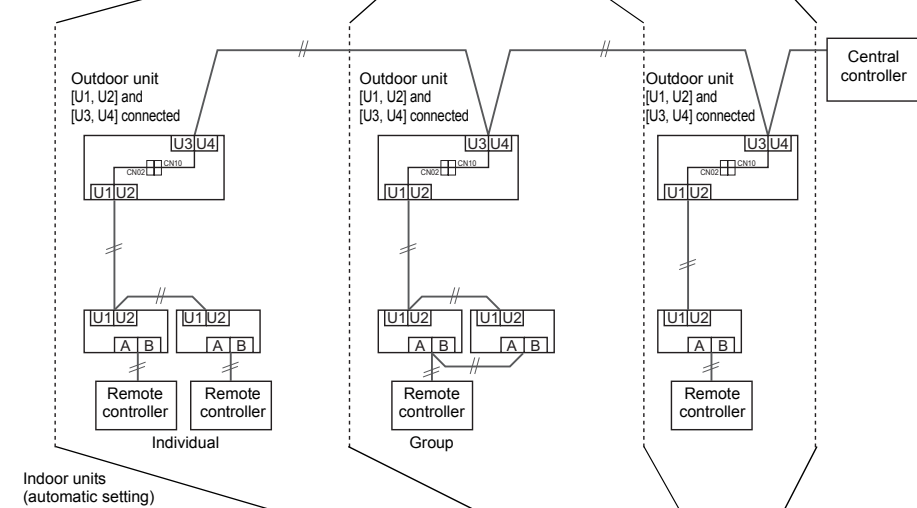 Central
controller
Outdoor unit
[U1, U2] and
[U3, U4] connected
Outdoor unit
[U1, U2] and
[U3, U4] connected
Outdoor unit
[U1, U2] and
[U3, U4] connected
U3 U4
CN10
CN02
U1 U2
U3 U4
CN10
CN02
U1 U2
U3 U4
CN10
CN02
U1 U2
U1 U2
U1 U2
A B
A B
U1 U2
U1 U2
A B
A B
U1 U2
A B
Remote
controller
Remote
controller
Individual
Remote
controller
Group
Remote
controller
Indoor units
(automatic setting)